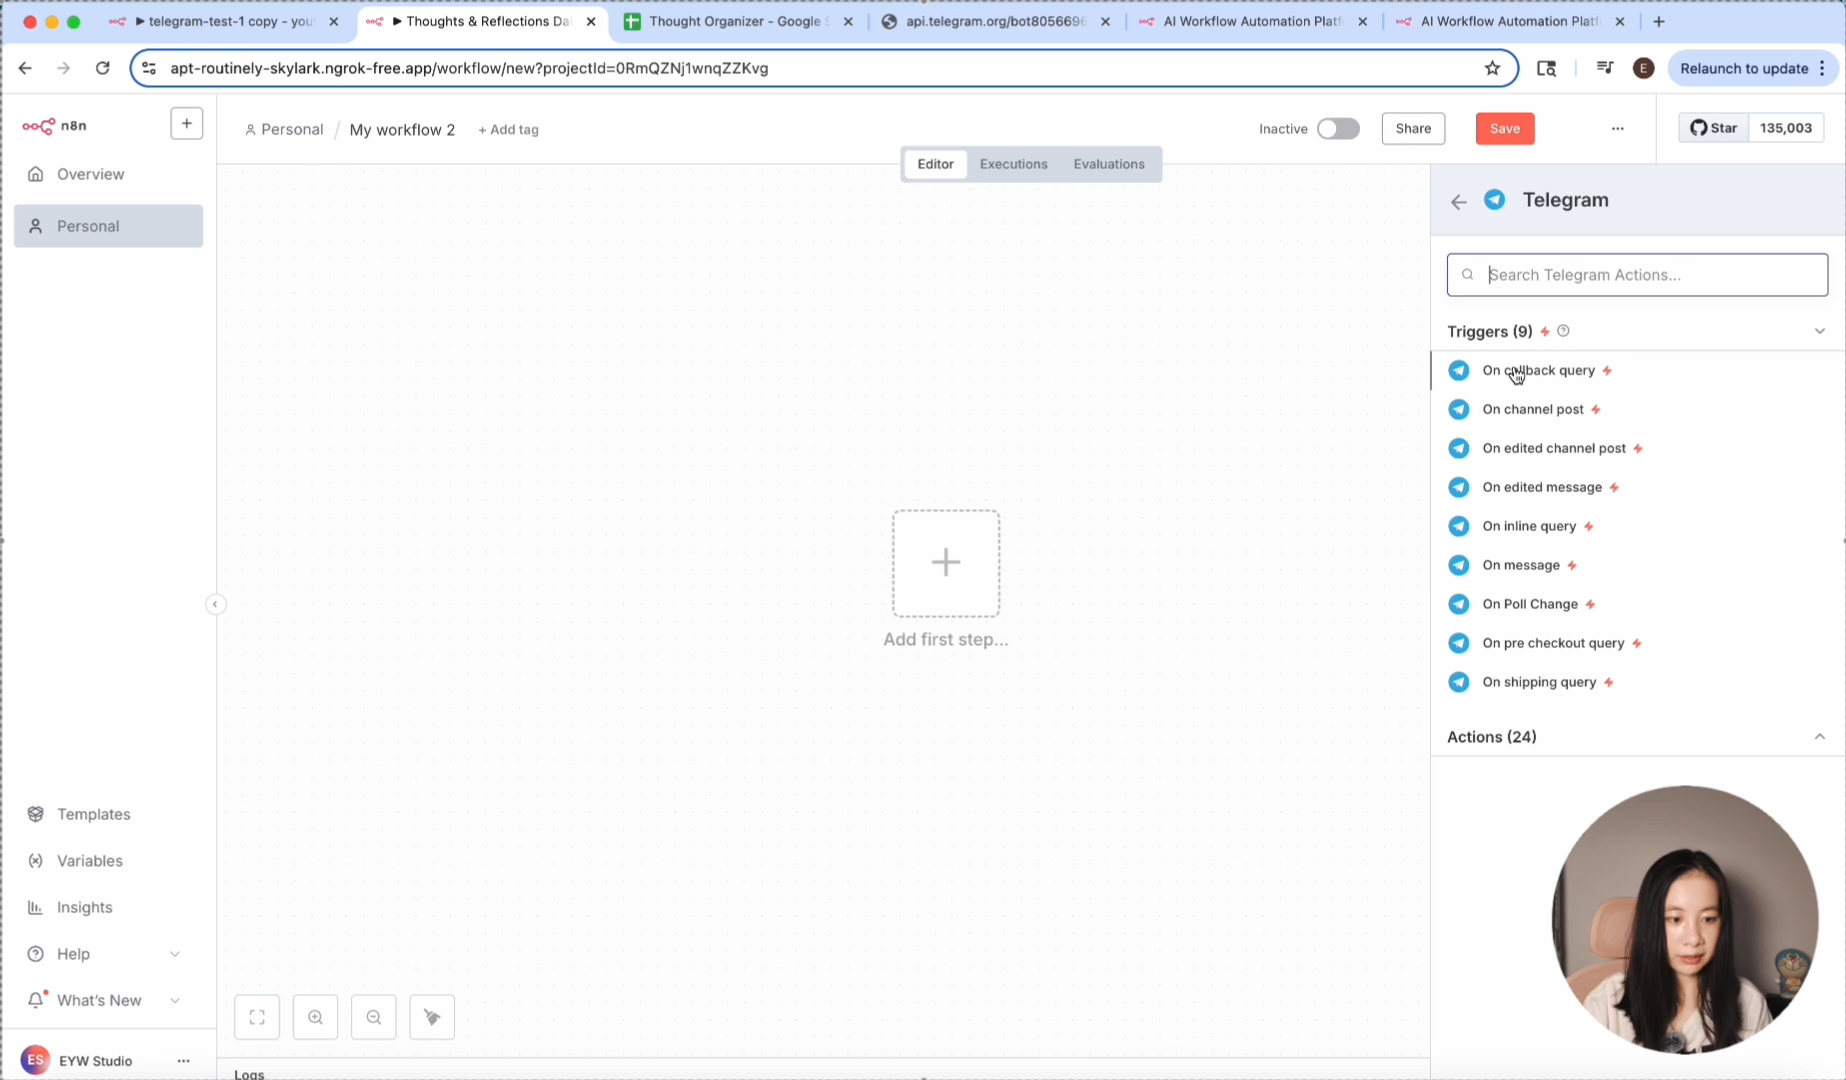 telegram-test-1 copy - you
Thoughts & Reflections Da
Thought Organizer - Google S
api.telegram.org/bot8056696
AI Workflow Automation Platf
AI Workflow Automation Platf
apt-routinely-skylark.ngrok-free.app/workflow/new?projectId=0RmQZNj1wnqZZKvg
E
Relaunch to update
n8n
Personal / My workflow 2 + Add tag
Inactive
Share
Save
Star 135,003
Editor Executions Evaluations
Overview
Personal
Telegram
Search Telegram Actions...
Triggers (9)
On callback query
On channel post
On edited channel post
On edited message
On inline query
On message
On Poll Change
On pre checkout query
On shipping query
Actions (24)
Add first step...
Templates
Variables
Insights
Help
What's New
ES EYW Studio
Logs